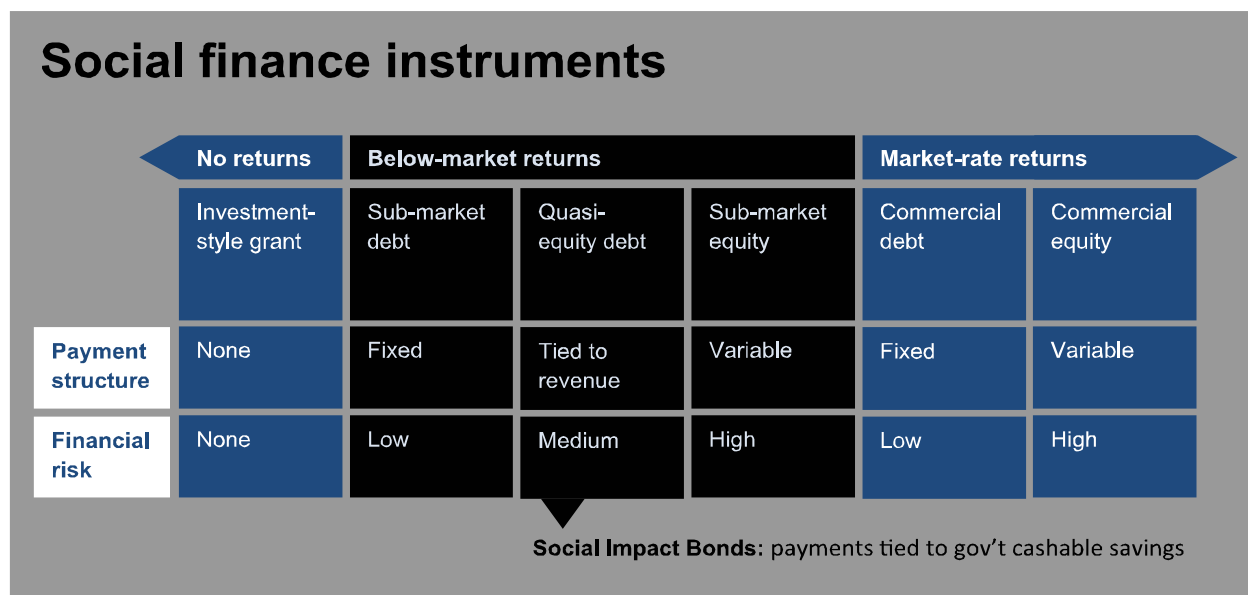 Social finance instruments
No returns
Below-market returns
Market-rate returns
Investment-
style grant
Sub-market
debt
Quasi-
equity debt
Sub-market
equity
Commercial
debt
Commercial
equity
Payment
structure
None
Fixed
Tied to
revenue
Variable
Fixed
Variable
Financial
risk
None
Low
Medium
High
Low
High
Social Impact Bonds: payments tied to gov't cashable savings